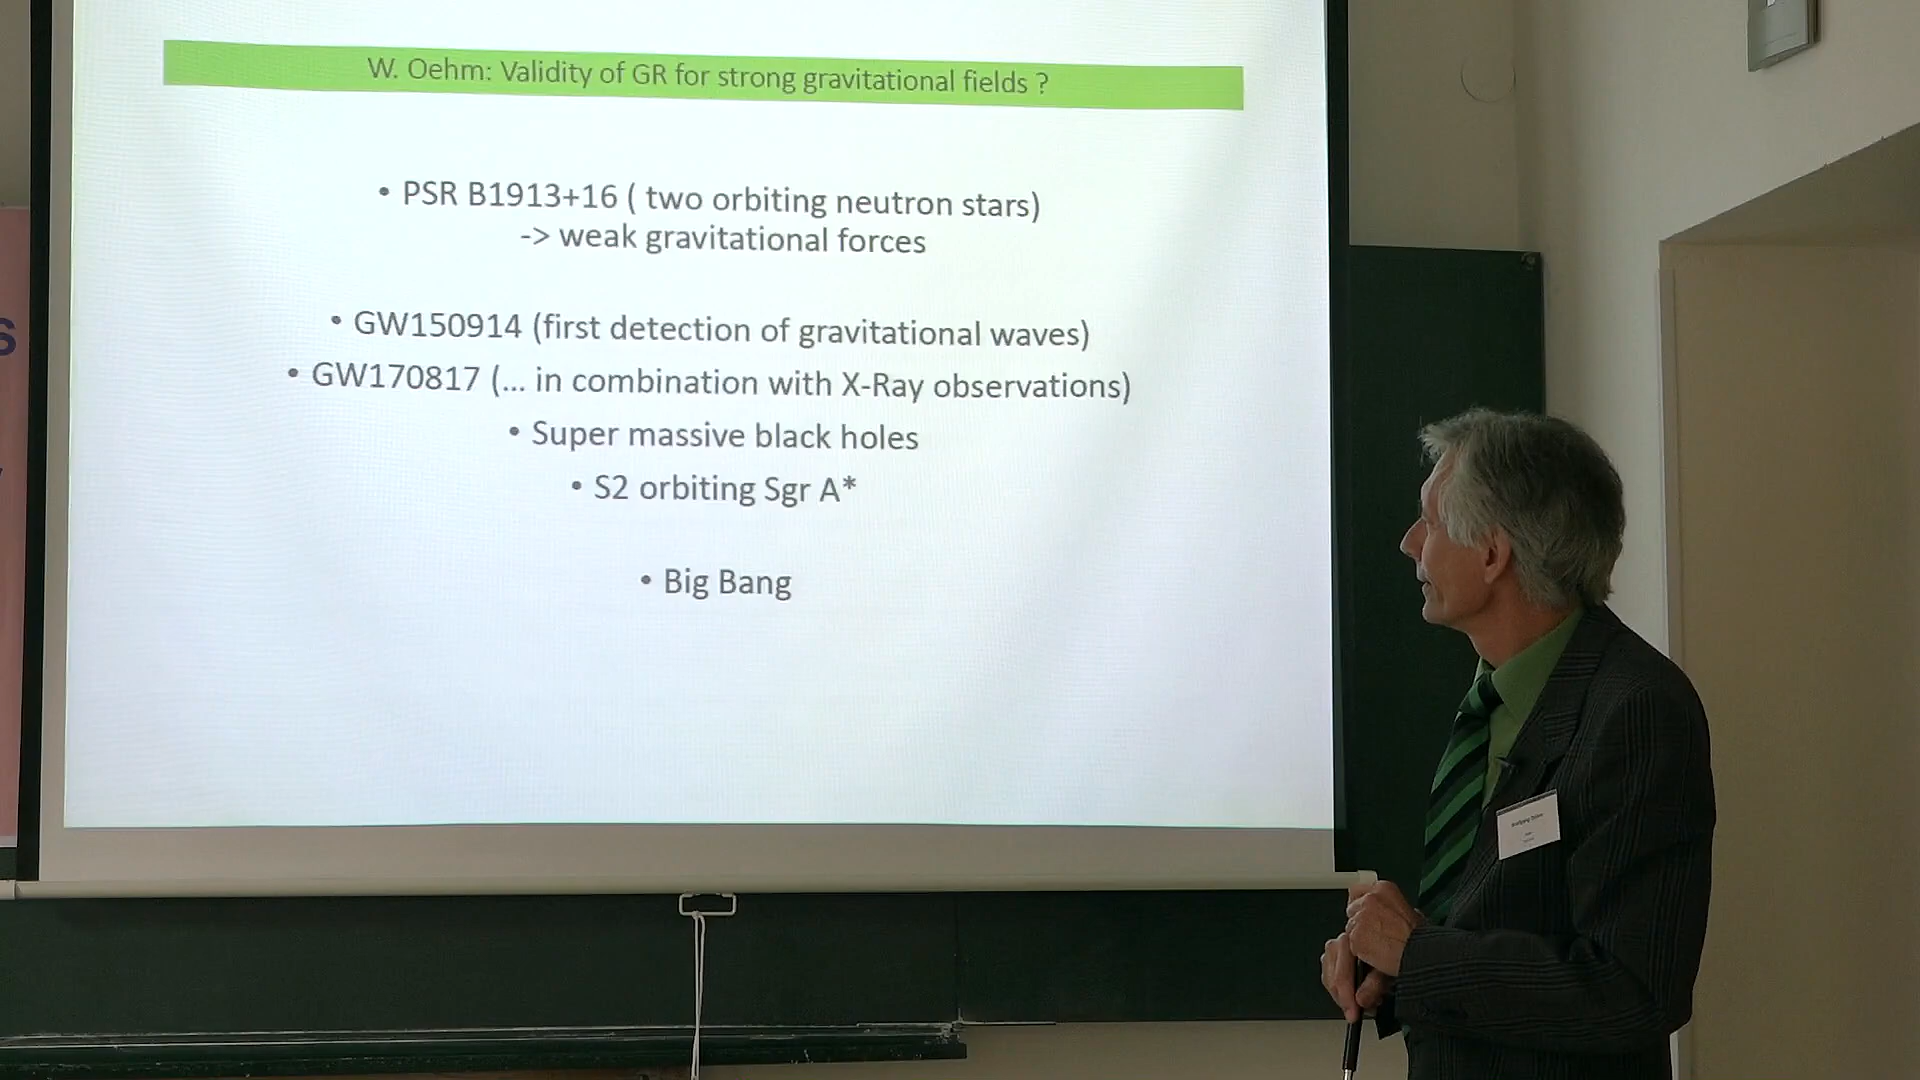 W. Oehm: Validity of GR for strong gravitational fields ?
• PSR B1913+16 ( two orbiting neutron stars)
-> weak gravitational forces
• GW150914 (first detection of gravitational waves)
• GW170817 (... in combination with X-Ray observations)
• Super massive black holes
• S2 orbiting Sgr A*
• Big Bang